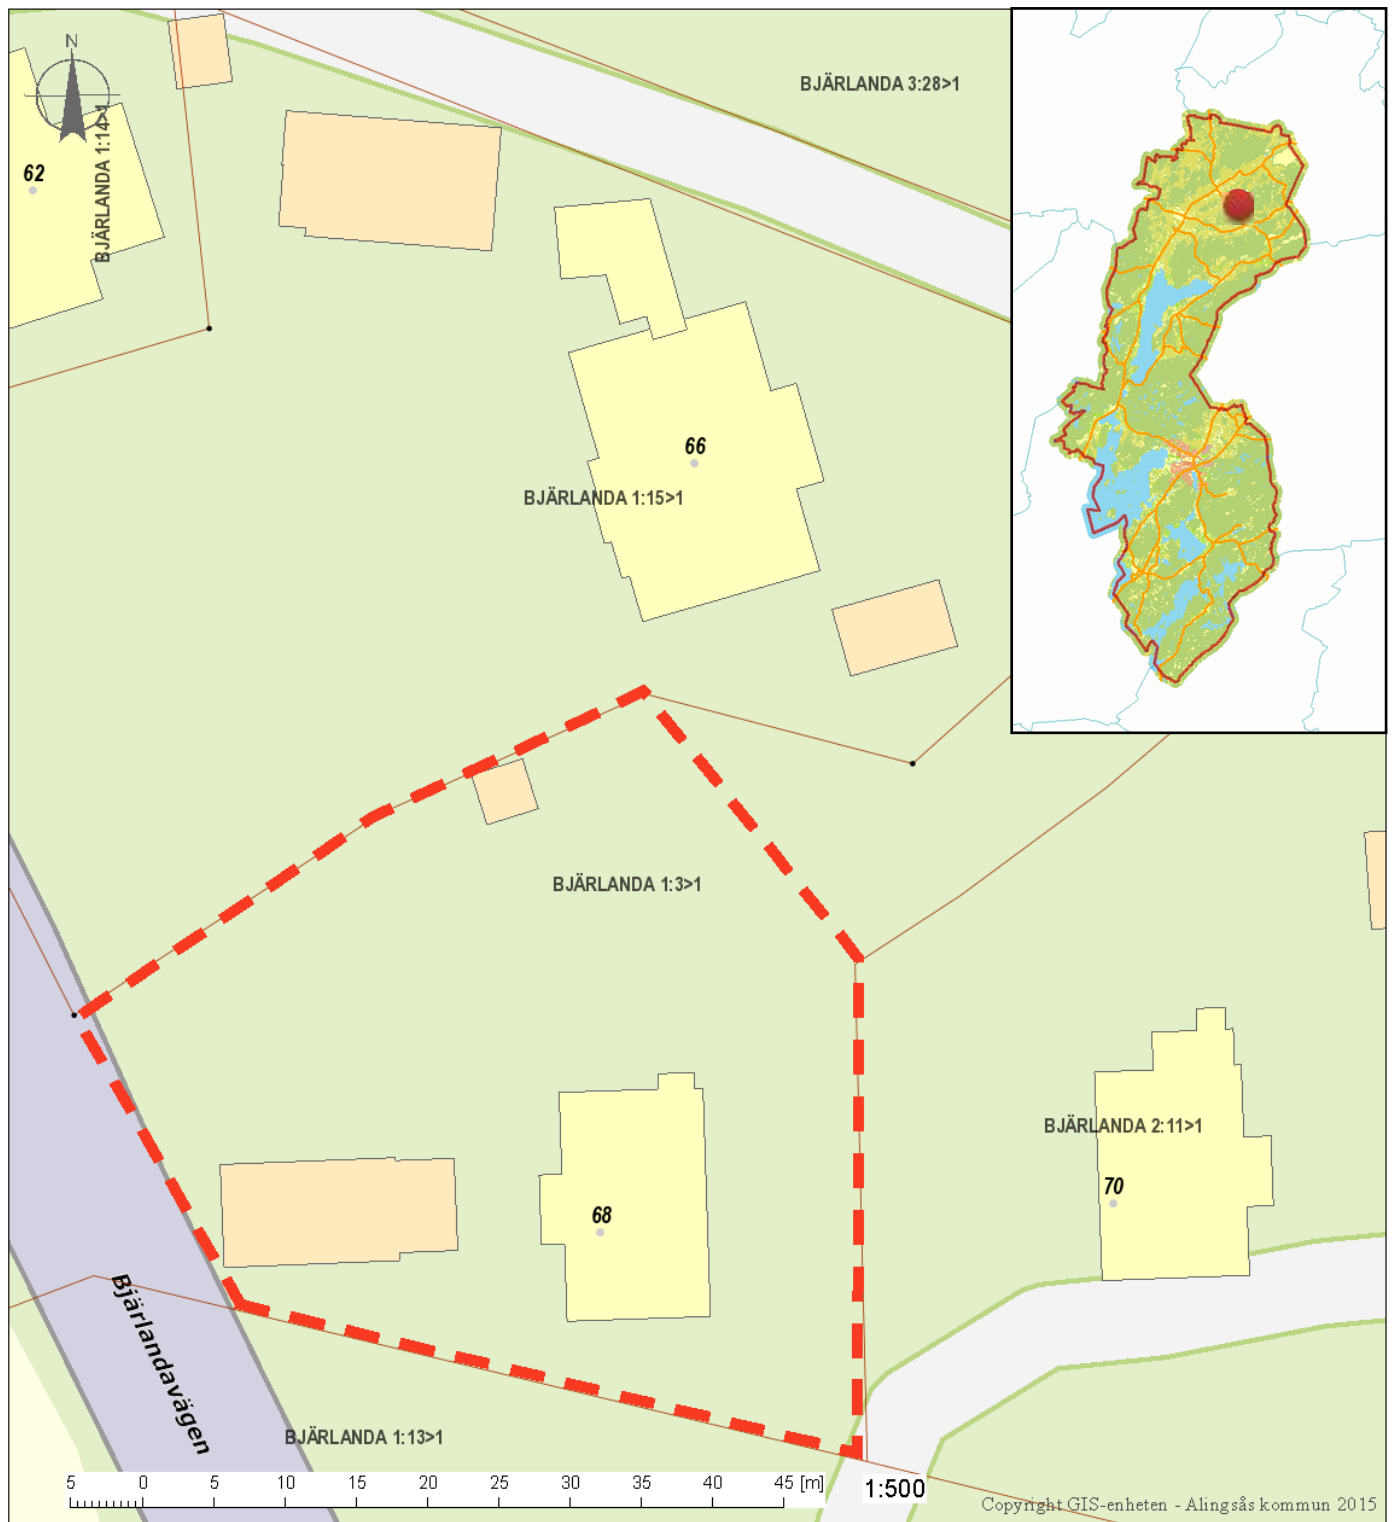 N
BJÄRLANDA 3:28>1
BJÄRLANDA 1:14>1
62
66
BJÄRLANDA 1:15>1
BJÄRLANDA 1:3>1
BJÄRLANDA 2:11>1
70
68
Bjärlandavägen
BJÄRLANDA 1:13>1
5 0 5 10 15 20 25 30 35 40 45 [m]
1:500
Copyright GIS-enheten - Alingsås kommun 2015